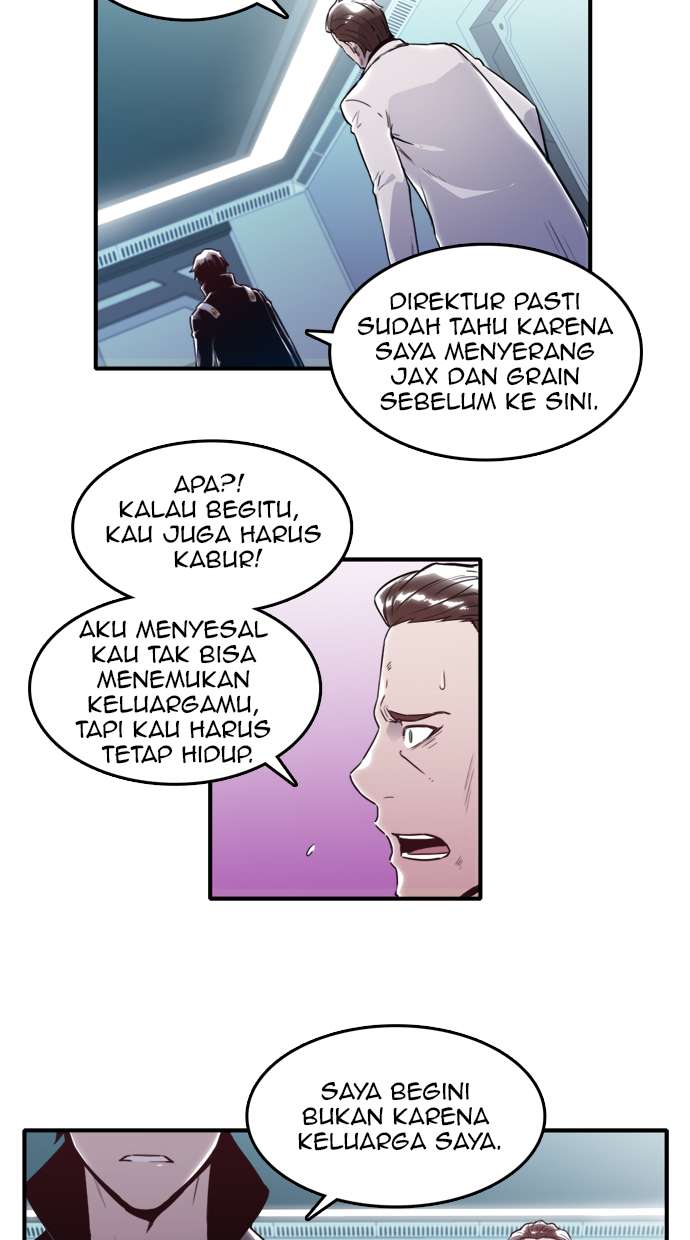 DIREKTUR PASTI
SUDAH TAHU KARENA
SAYA MENYERANG
JAX DAN GRAIN
SEBELUM KE SINI.
APA?!
KALAU BEGITU,
KAU JUGA HARUS
KABUR!
AKU MENYESAL
KAU TAK BISA
MENEMUKAN
KELUARGAMU,
TAPI KAU HARUS
TETAP HIDUP.
SAYA BEGINI
BUKAN KARENA
KELUARGA SAYA.